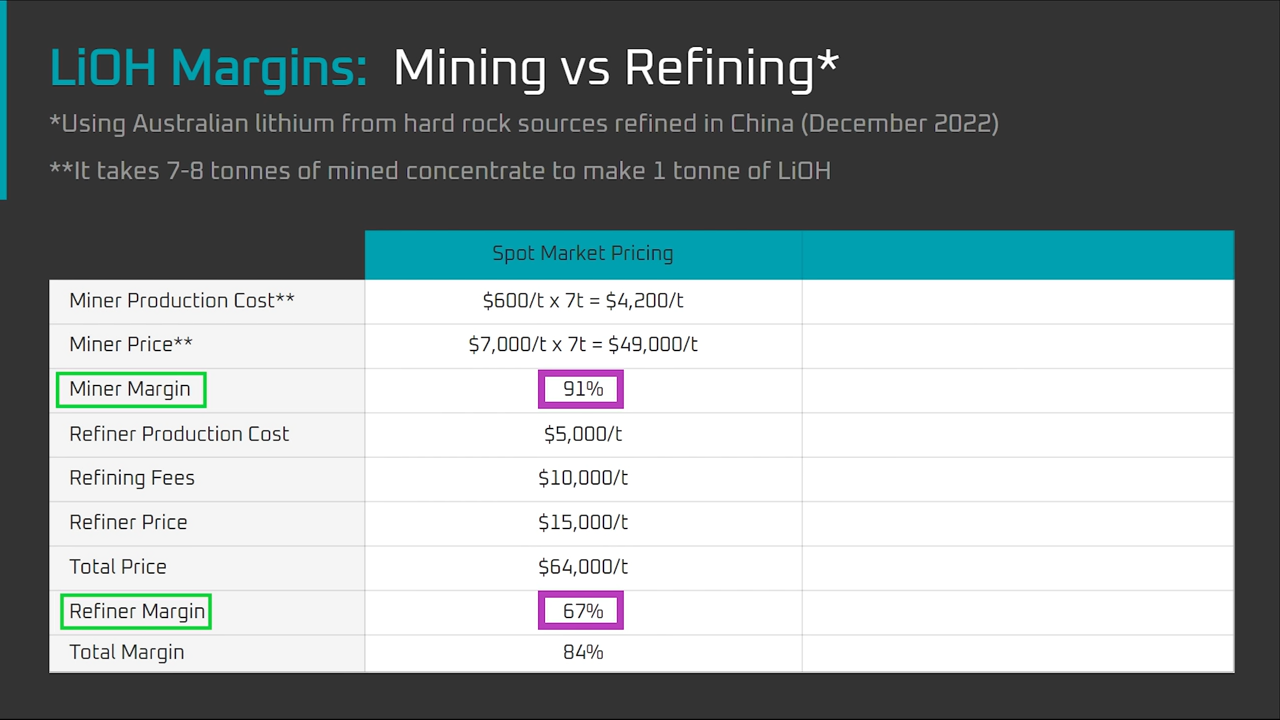 LiOH Margins: Mining vs Refining*
*Using Australian lithium from hard rock sources refined in China (December 2022)
**It takes 7-8 tonnes of mined concentrate to make 1 tonne of LiOH
Spot Market Pricing
Miner Production Cost** $600/t x 7t = $4,200/t
Miner Price** $7,000/t x 7t = $49,000/t
Miner Margin 91%
Refiner Production Cost $5,000/t
Refining Fees $10,000/t
Refiner Price $15,000/t
Total Price $64,000/t
Refiner Margin 67%
Total Margin 84%